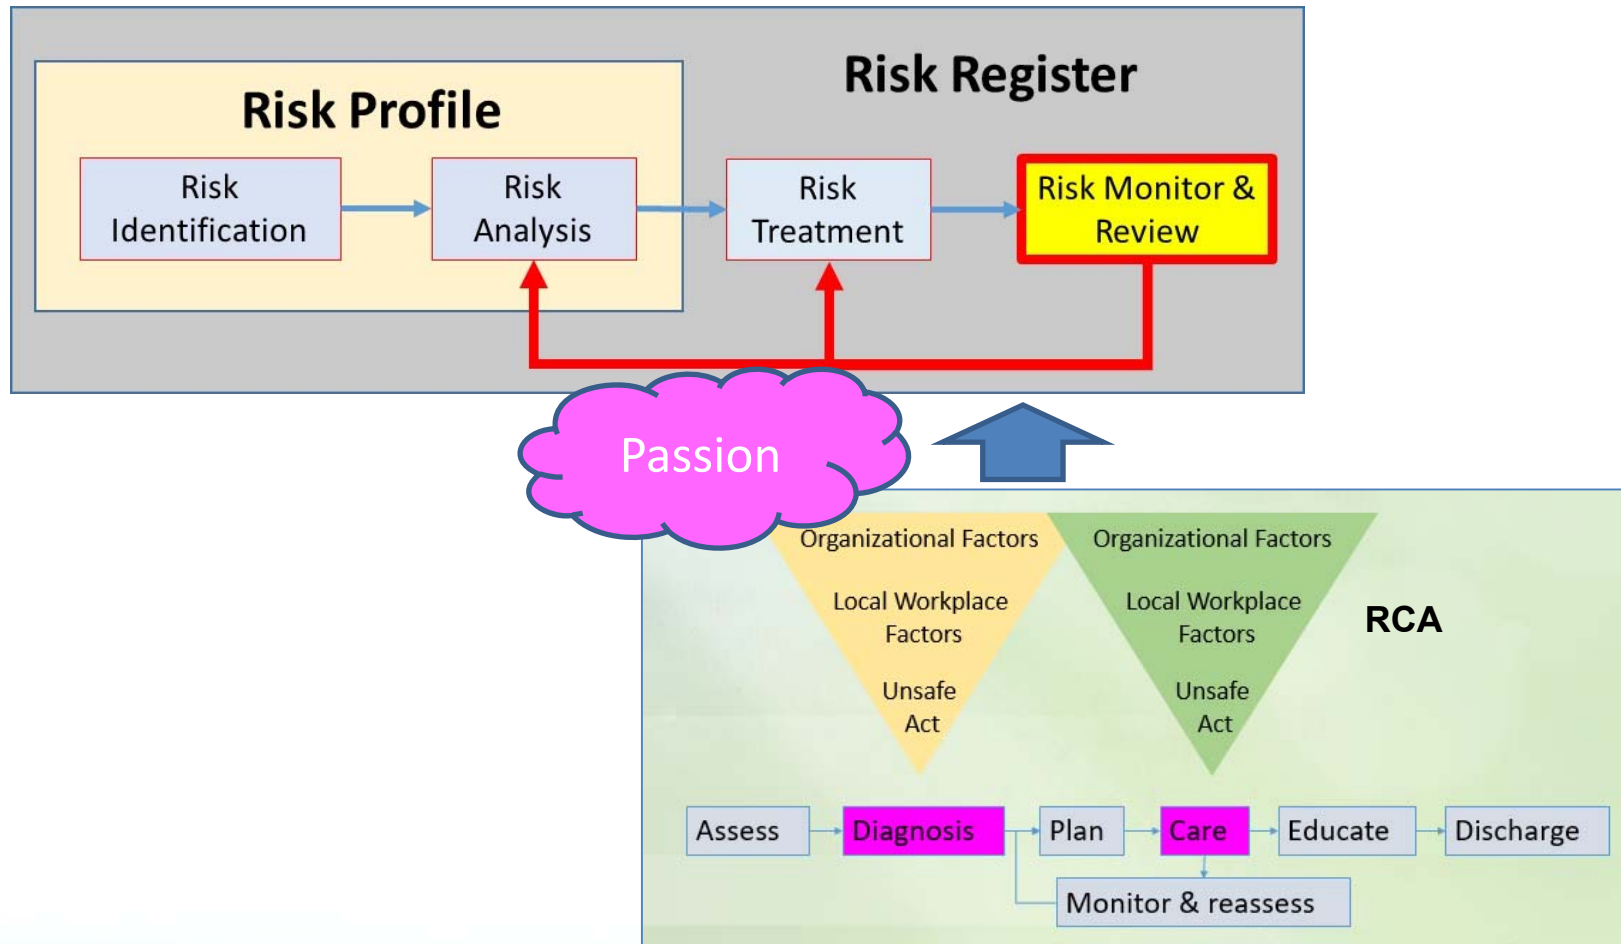 Risk Register
Risk Profile
Risk
Identification
Risk
Analysis
Risk
Treatment
Risk Monitor &
Review
Passion
Organizational Factors
Local Workplace
Factors
Unsafe
Act
Organizational Factors
Local Workplace
Factors
Unsafe
Act
RCA
Assess
Diagnosis
Plan
Care
Educate
Discharge
Monitor & reassess